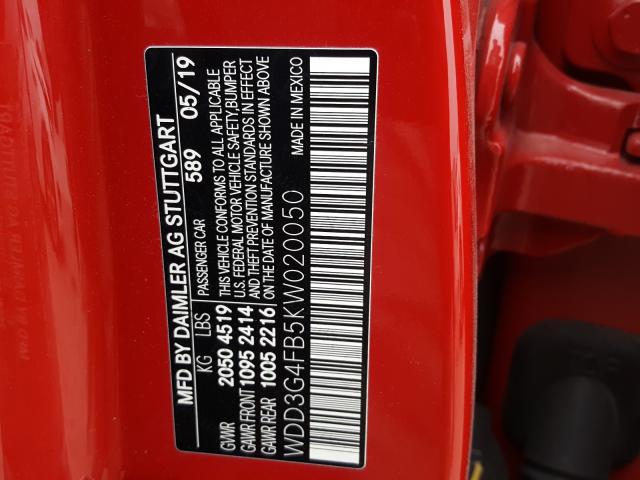 MFD BY DAIMLER AG STUTTGART
KG LBS 589 05/19
PASSENGER CAR
GVWR 2050 4519 THIS VEHICLE CONFORMS TO ALL APPLICABLE
U.S. FEDERAL MOTOR VEHICLE SAFETY,BUMPER
GAWR FRONT 1095 2414 AND THEFT PREVENTION STANDARDS IN EFFECT
GAWR REAR 1005 2216 ON THE DATE OF MANUFACTURE SHOWN ABOVE
WDD3G4FB5KW020050 MADE IN MEXICO